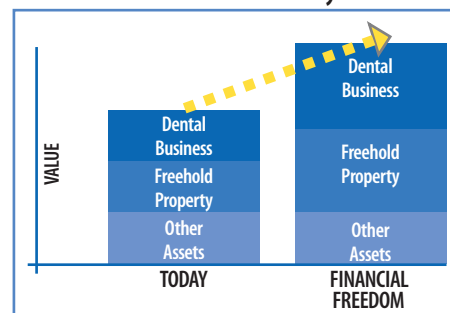 VALUE
Dental
Business
Freehold
Property
Other
Assets
TODAY
Dental
Business
Freehold
Property
Other
Assets
FINANCIAL
FREEDOM